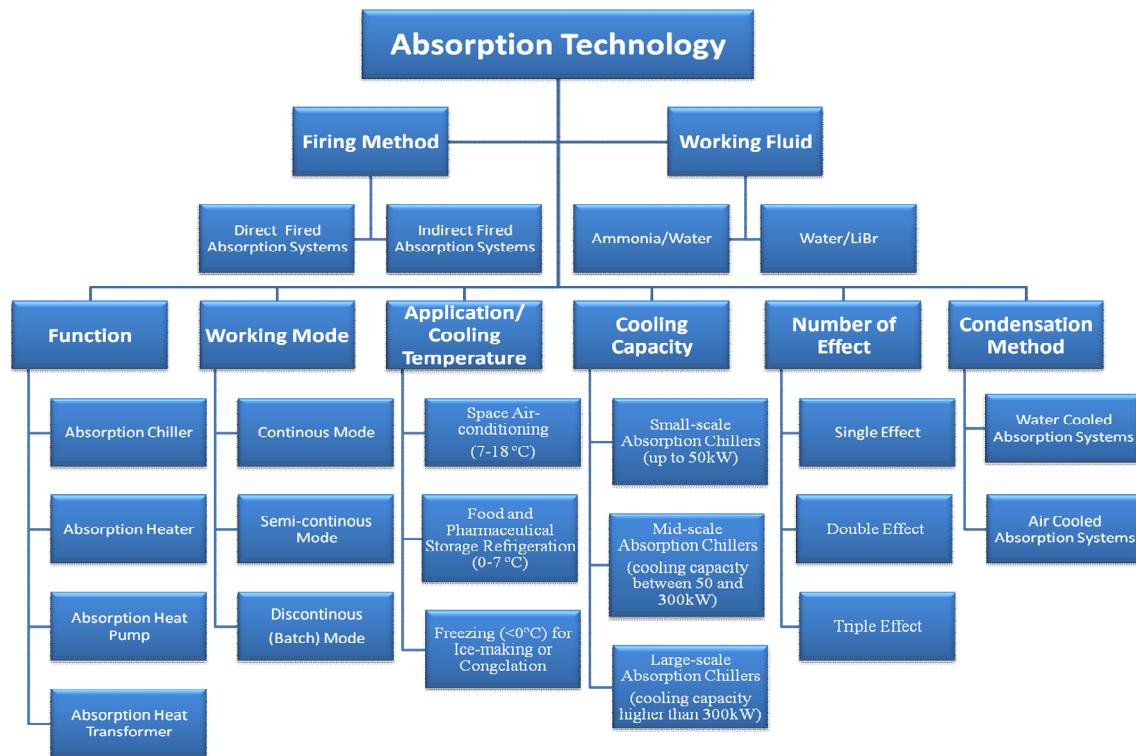 Absorption Technology
Firing Method
Working Fluid
Direct Fired
Absorption Systems
Indirect Fired
Absorption Systems
Ammonia/Water
Water/LiBr
Function
Working Mode
Application/
Cooling
Temperature
Cooling
Capacity
Number of
Effect
Condensation
Method
Absorption Chiller
Absorption Heater
Absorption Heat
Pump
Absorption Heat
Transformer
Continous Mode
Semi-continous
Mode
Discontinous
(Batch) Mode
Space Air-
conditioning
(7-18 °C)
Food and
Pharmaceutical
Storage Refrigeration
(0-7 °C)
Freezing (<0°C) for
Ice-making or
Congelation
Small-scale
Absorption Chillers
(up to 50kW)
Mid-scale
Absorption Chillers
(cooling capacity
between 50 and
300kW)
Large-scale
Absorption Chillers
(cooling capacity
higher than 300kW)
Single Effect
Double Effect
Triple Effect
Water Cooled
Absorption Systems
Air Cooled
Absorption Systems